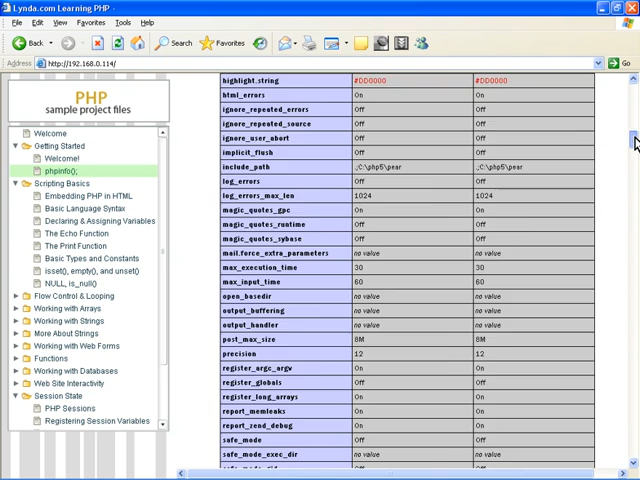 Lynda.com Learning PHP -
File Edit View Favorites Tools Help
Back Search Favorites
Address http://192.168.0.114/ Go
PHP
sample project files
Welcome
Getting Started
Welcome!
phpinfo();
Scripting Basics
Embedding PHP in HTML
Basic Language Syntax
Declaring & Assigning Variables
The Echo Function
The Print Function
Basic Types and Constants
isset(), empty(), and unset()
NULL, is_null()
Flow Control & Looping
Working with Arrays
Working with Strings
More About Strings
Working with Web Forms
Functions
Working with Databases
Web Site Interactivity
Session State
PHP Sessions
Registering Session Variables
highlight.string #DD0000 #DD0000
html_errors On On
ignore_repeated_errors Off Off
ignore_repeated_source Off Off
ignore_user_abort Off Off
implicit_flush Off Off
include_path .;C:\php5\pear .;C:\php5\pear
log_errors Off Off
log_errors_max_len 1024 1024
magic_quotes_gpc On On
magic_quotes_runtime Off Off
magic_quotes_sybase Off Off
mail.force_extra_parameters no value no value
max_execution_time 30 30
max_input_time 60 60
open_basedir no value no value
output_buffering no value no value
output_handler no value no value
post_max_size 8M 8M
precision 12 12
register_argc_argv On On
register_globals Off Off
register_long_arrays On On
report_memleaks On On
report_zend_debug On On
safe_mode Off Off
safe_mode_exec_dir no value no value